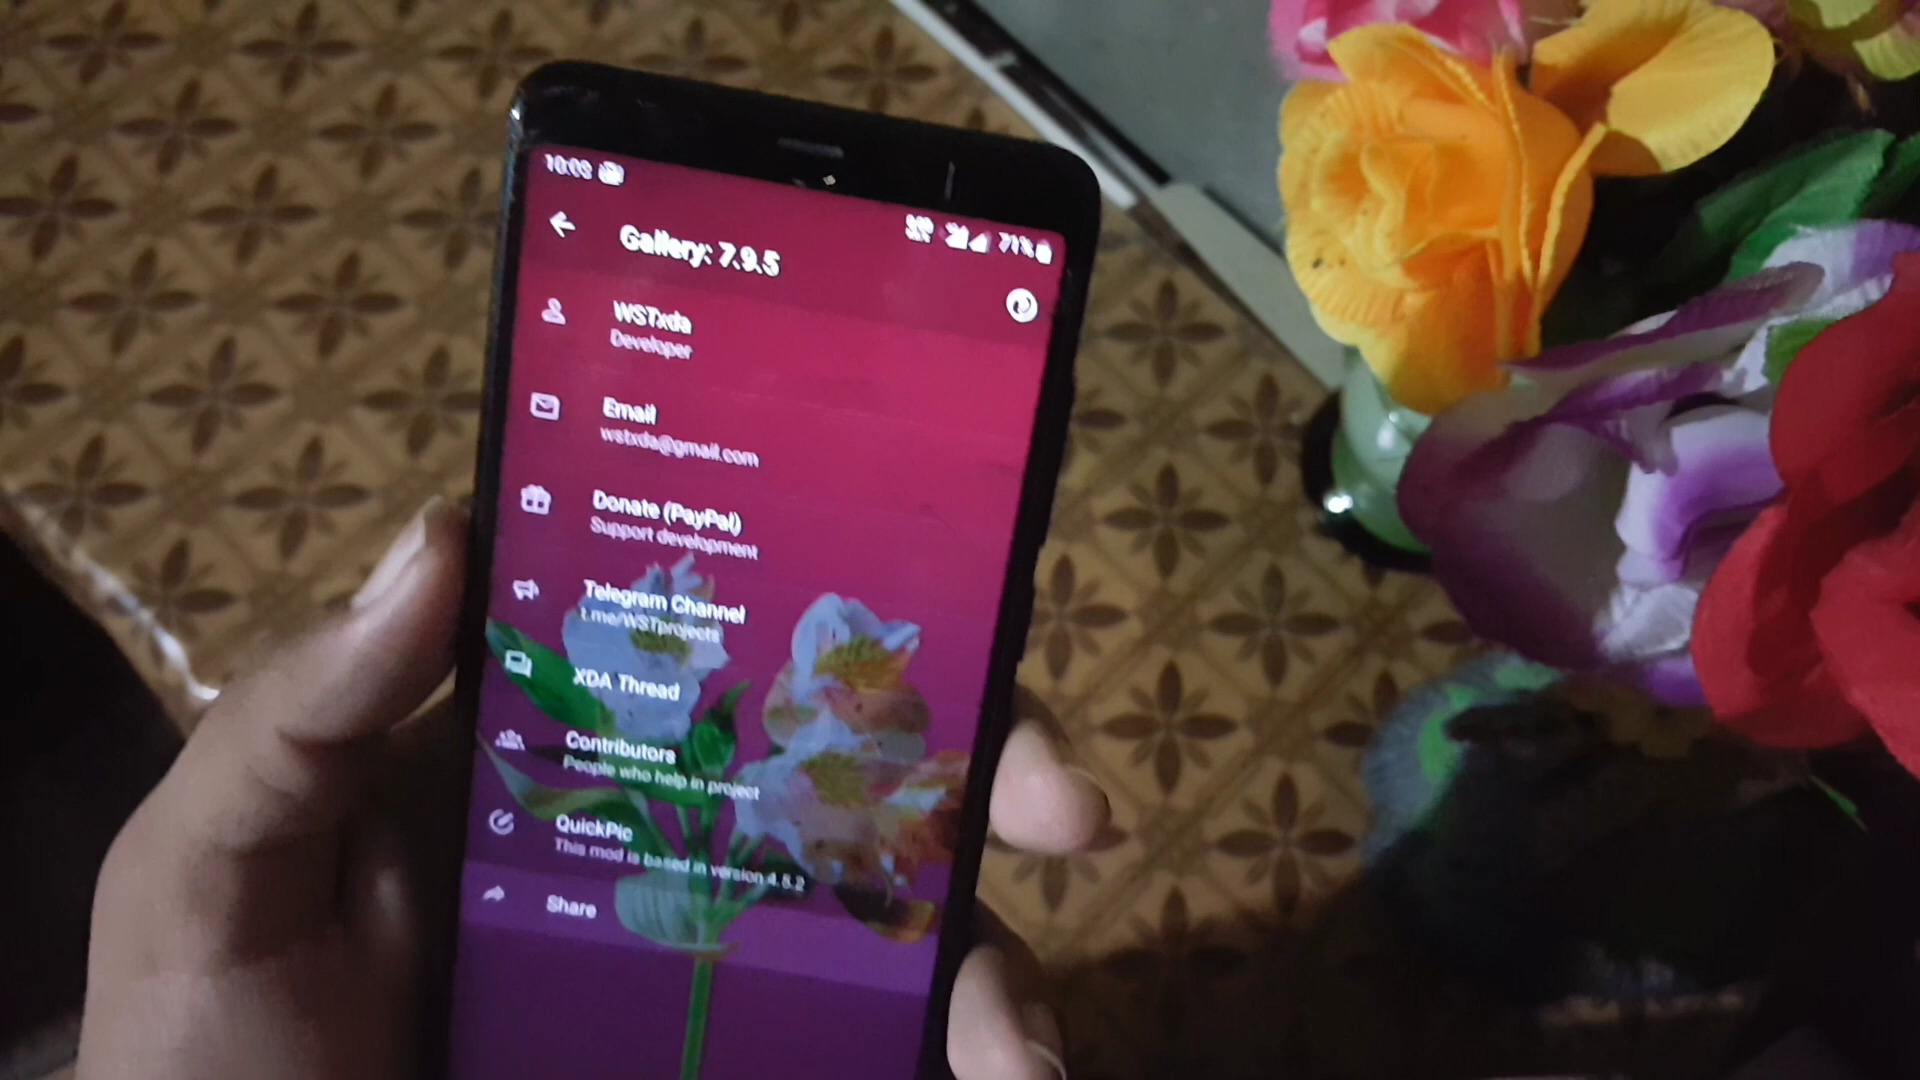 10:09
71%
Gallery: 7.9.5
WSTxda
Developer
Email
wstxda@gmail.com
Donate (PayPal)
Support development
Telegram Channel
t.me/WSTprojects
XDA Thread
Contributors
People who help in project
QuickPic
This mod is based in version 4.5.2
Share